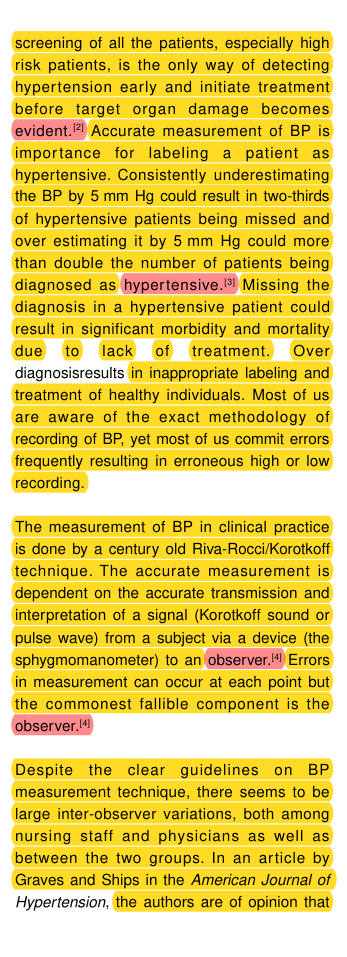 screening of all the patients, especially high
risk patients, is the only way of detecting
hypertension early and initiate treatment
before target organ damage becomes
evident.[2] Accurate measurement of BP is
importance for labeling a patient as
hypertensive. Consistently underestimating
the BP by 5 mm Hg could result in two-thirds
of hypertensive patients being missed and
over estimating it by 5 mm Hg could more
than double the number of patients being
diagnosed as hypertensive.[3] Missing the
diagnosis in a hypertensive patient could
result in significant morbidity and mortality
due to lack of treatment. Over
diagnosisresults in inappropriate labeling and
treatment of healthy individuals. Most of us
are aware of the exact methodology of
recording of BP, yet most of us commit errors
frequently resulting in erroneous high or low
recording.
The measurement of BP in clinical practice
is done by a century old Riva-Rocci/Korotkoff
technique. The accurate measurement is
dependent on the accurate transmission and
interpretation of a signal (Korotkoff sound or
pulse wave) from a subject via a device (the
sphygmomanometer) to an observer.[4] Errors
in measurement can occur at each point but
the commonest fallible component is the
observer.[4]
Despite the clear guidelines on BP
measurement technique, there seems to be
large inter-observer variations, both among
nursing staff and physicians as well as
between the two groups. In an article by
Graves and Ships in the American Journal of
Hypertension, the authors are of opinion that